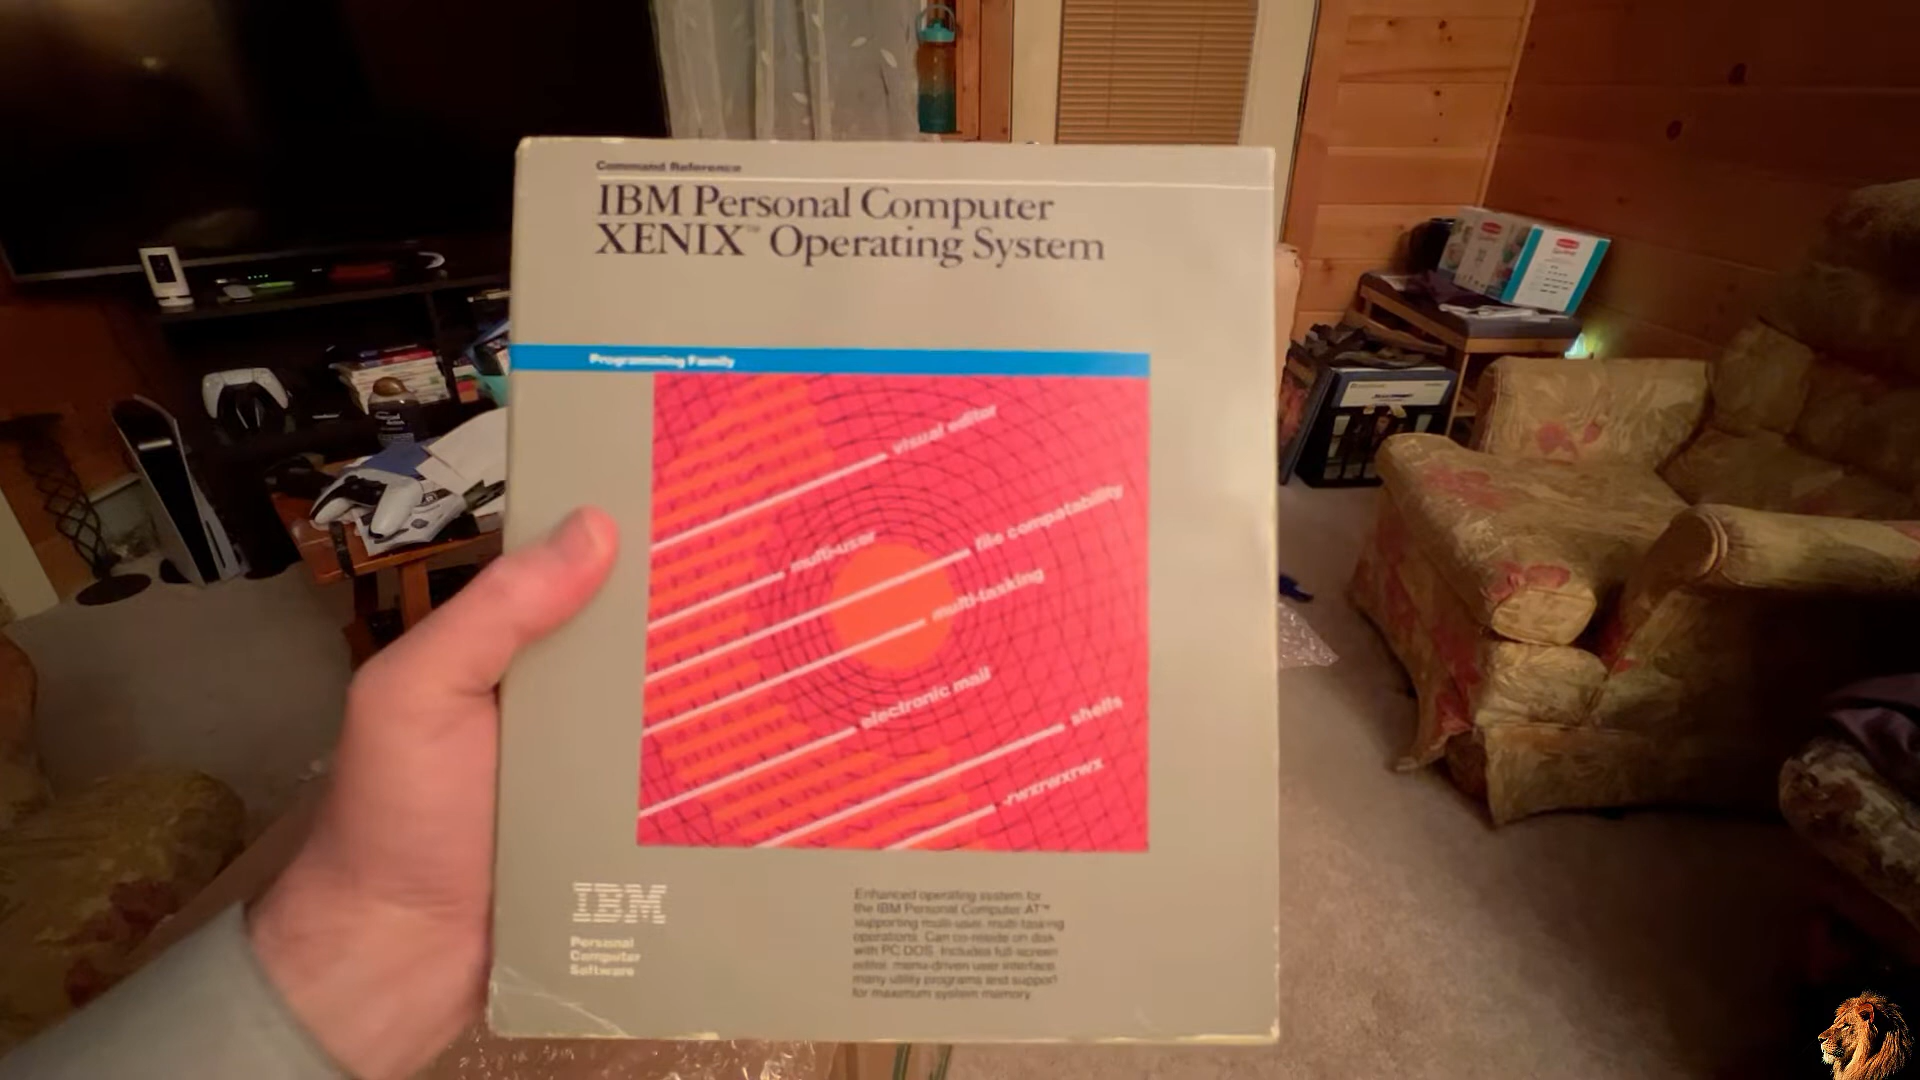 Command Reference
IBM Personal Computer
XENIX™ Operating System
Programming Family
visual editor
file compatability
multi-user
multi-tasking
electronic mail
shells
-rwxrwxrwx
IBM
Personal
Computer
Software
Enhanced operating system for
the IBM Personal Computer AT™
supporting multi-user, multi-tasking
operations. Can co-reside on disk
with PC DOS. Includes full-screen
editor, menu-driven user interface,
many utility programs and support
for maximum system memory.